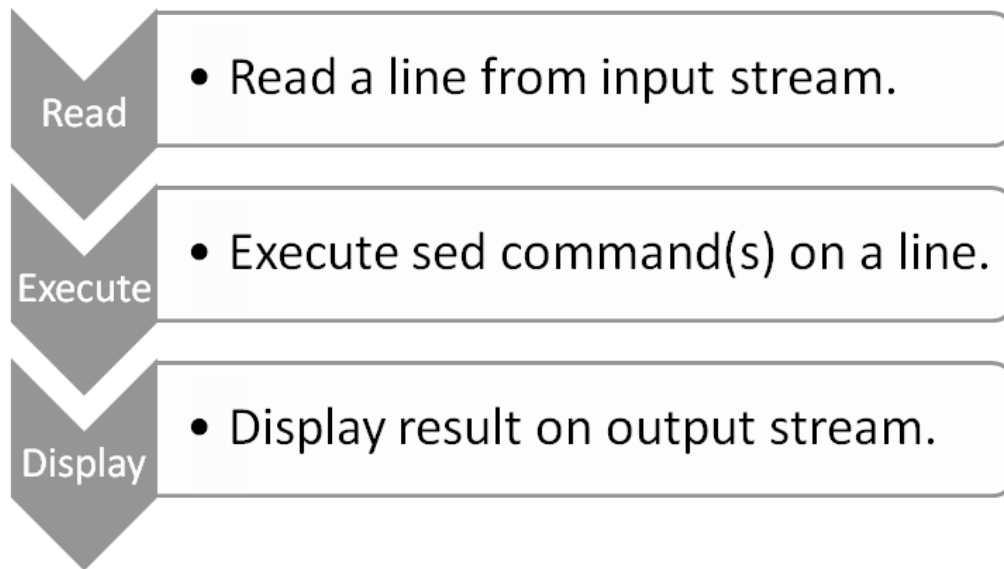 Read
• Read a line from input stream.
Execute
• Execute sed command(s) on a line.
Display
• Display result on output stream.